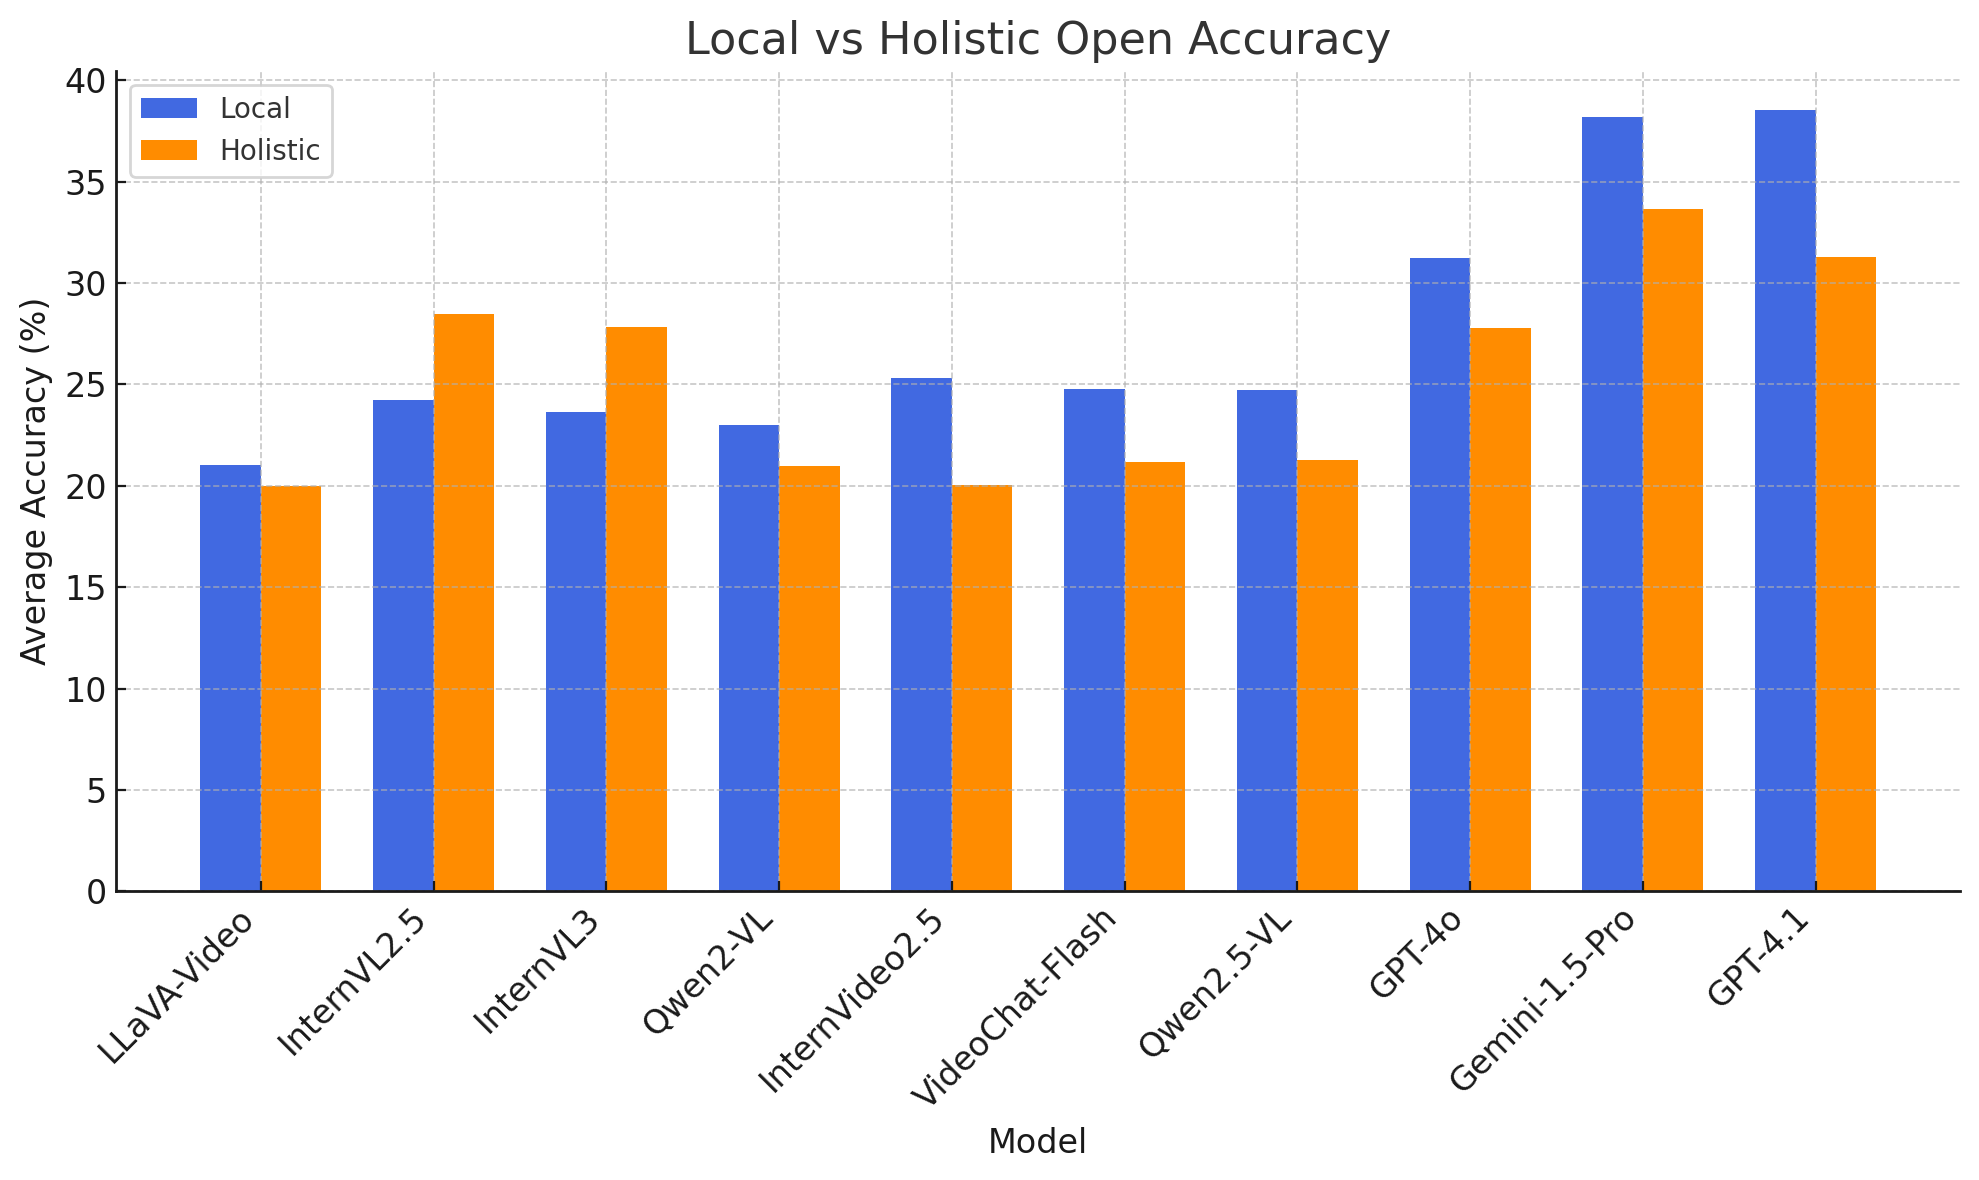 Local vs Holistic Open Accuracy
Local
Holistic
Average Accuracy (%)
40
35
30
25
20
15
10
5
0
LLaVA-Video
InternVL2.5
InternVL3
Qwen2-VL
InternVideo2.5
VideoChat-Flash
Qwen2.5-VL
GPT-4o
Gemini-1.5-Pro
GPT-4.1
Model